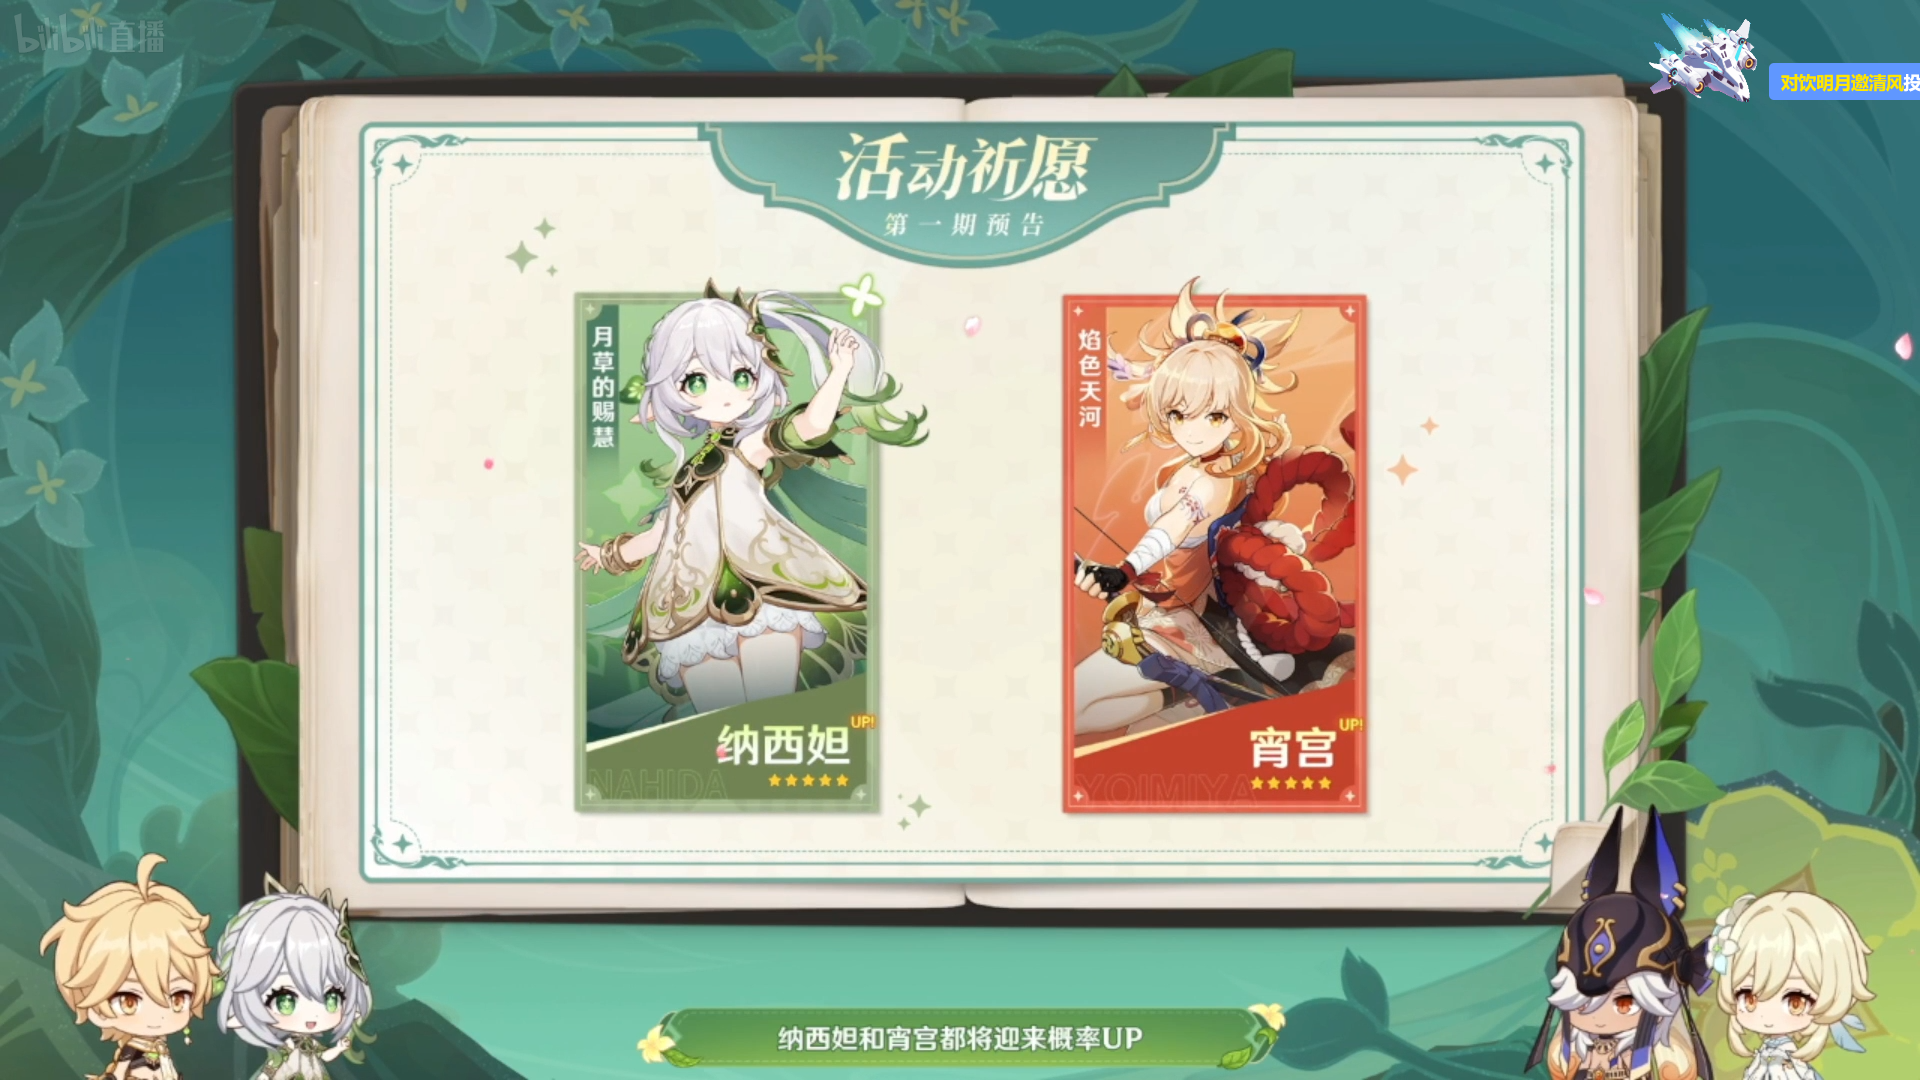 bilibili直播
对饮明月邀清风投
活动祈愿
第一期预告
月草的赐慧
纳西妲
UP!
NAHIDA
焰色天河
宵宫
UP!
YOIMIYA
纳西妲和宵宫都将迎来概率UP